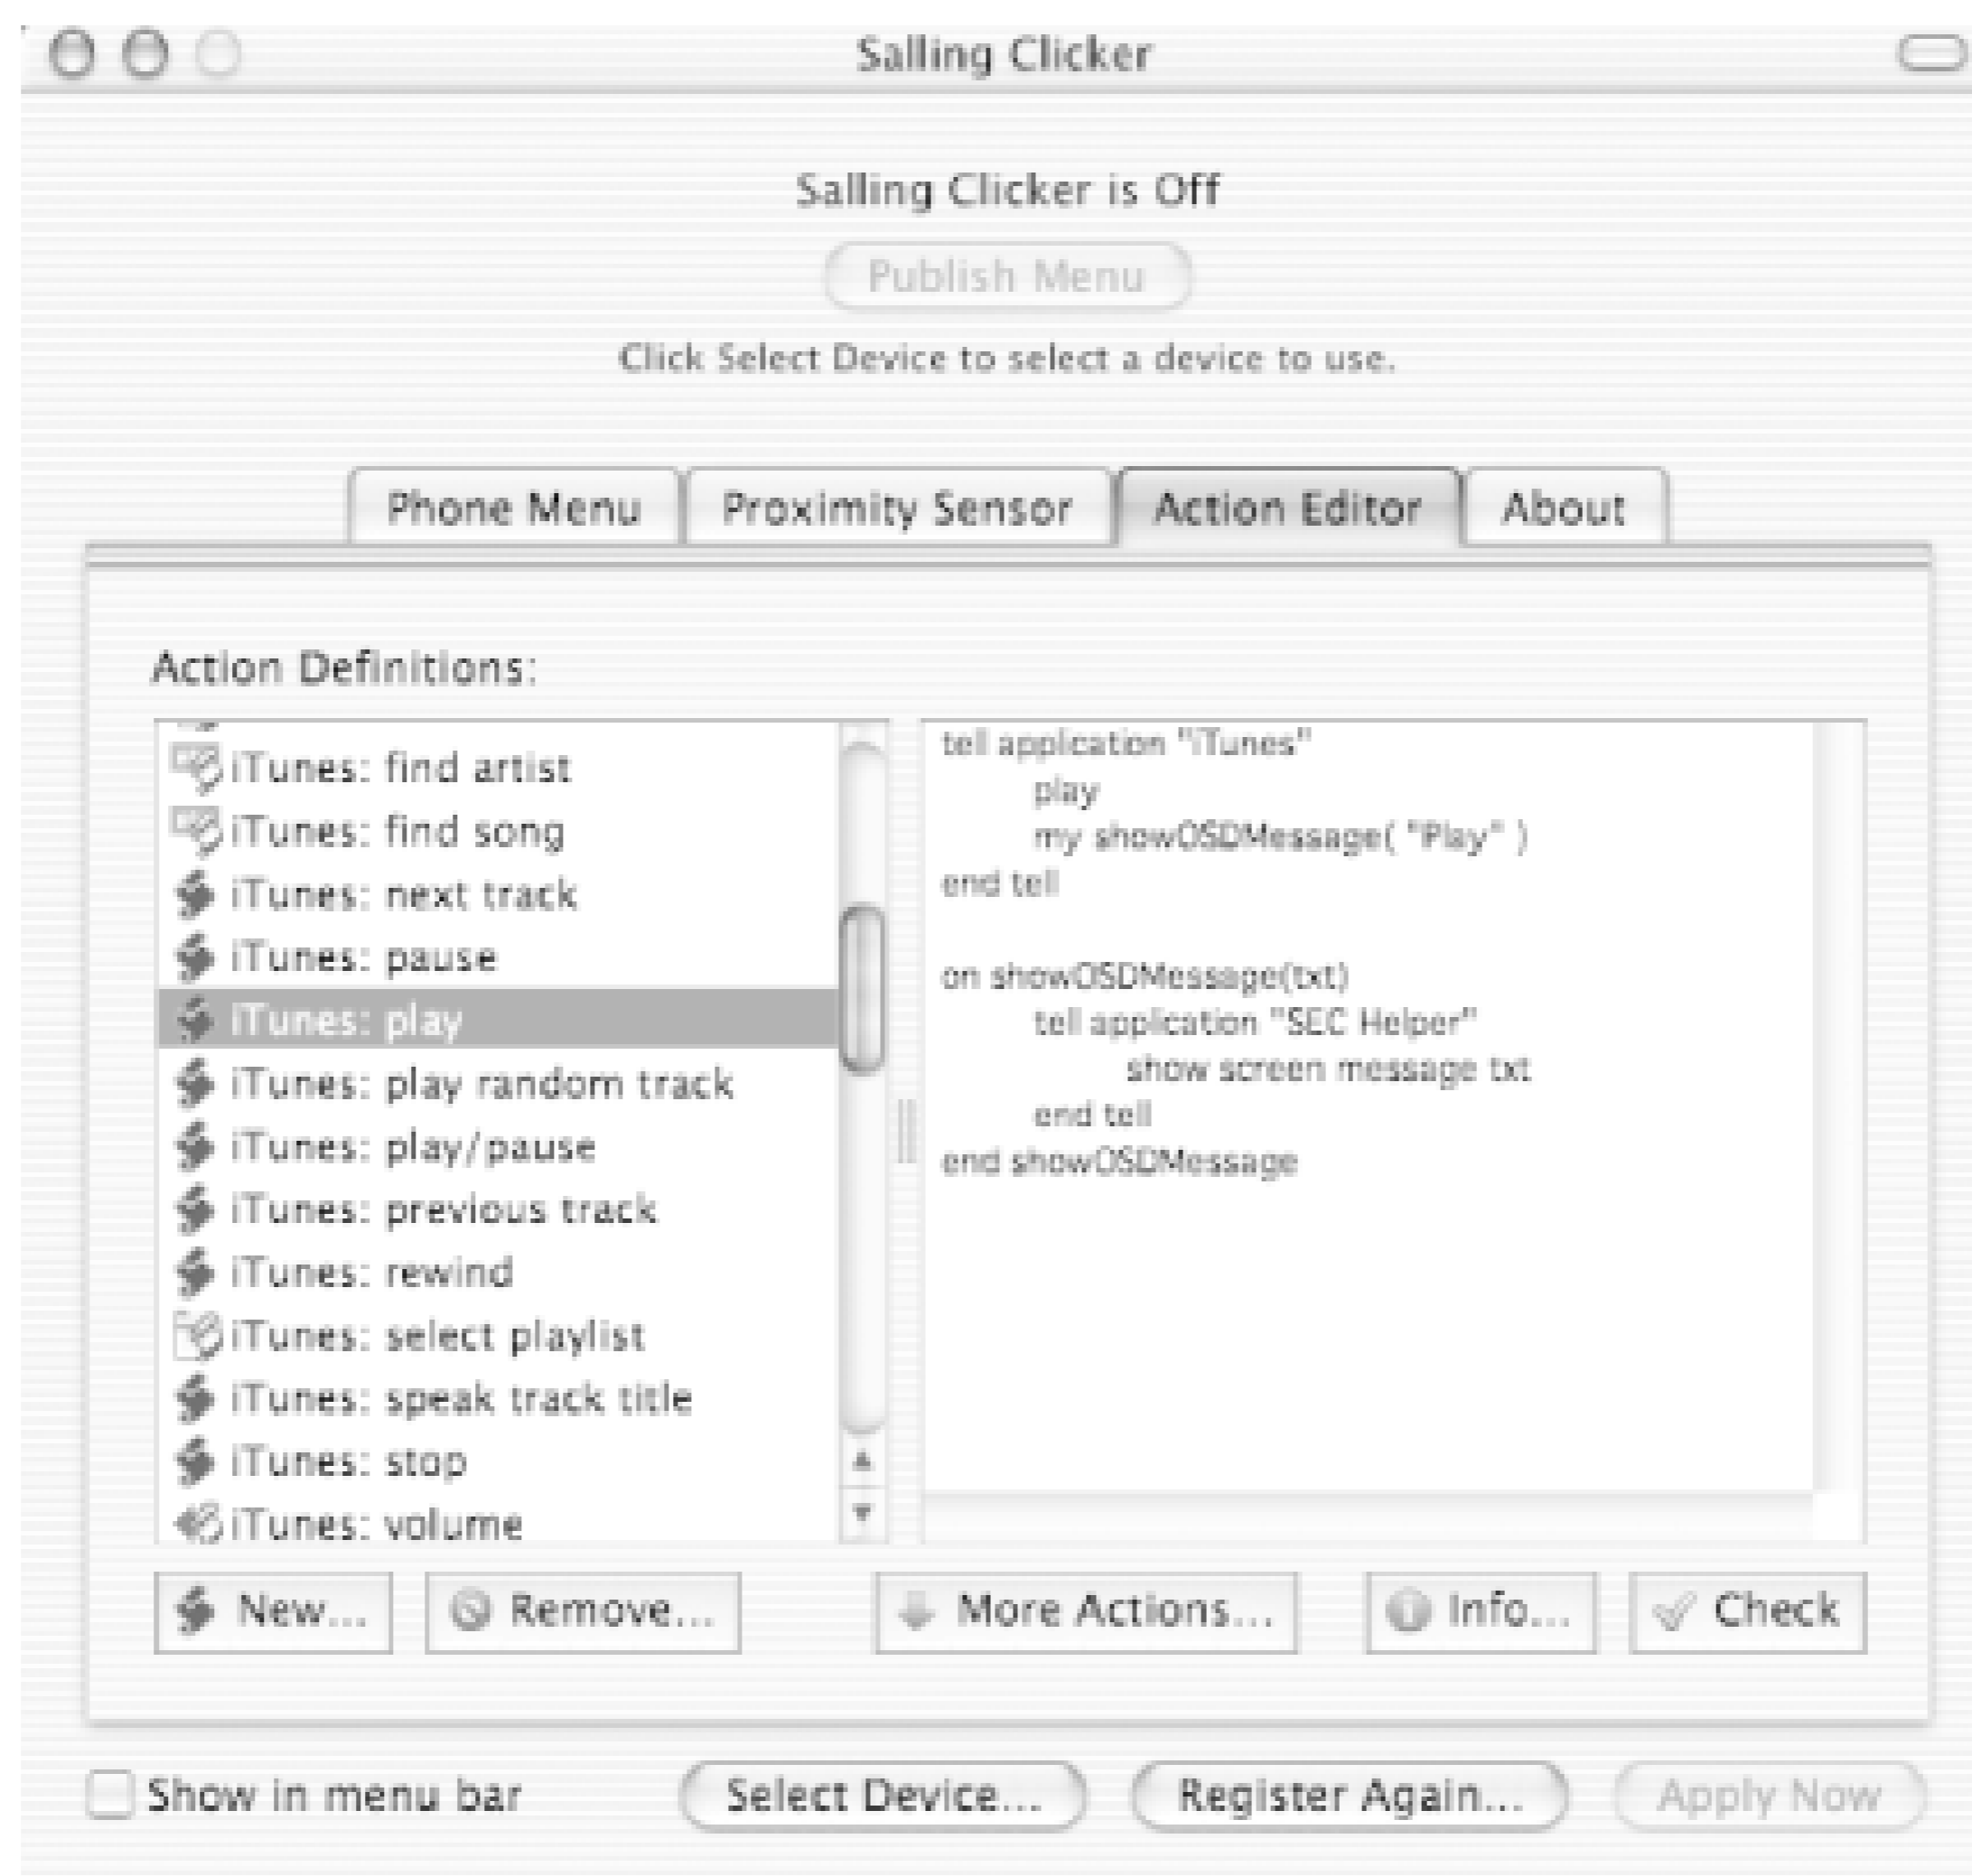 Salling Clicker
Salling Clicker is Off
Publish Menu
Click Select Device to select a device to use.
Phone Menu
Proximity Sensor
Action Editor
About
Action Definitions:
iTunes: find artist
iTunes: find song
iTunes: next track
iTunes: pause
iTunes: play
iTunes: play random track
iTunes: play/pause
iTunes: previous track
iTunes: rewind
iTunes: select playlist
iTunes: speak track title
iTunes: stop
iTunes: volume
tell application "iTunes"
play
my showOSDMessage( "Play" )
end tell
on showOSDMessage(txt)
tell application "SEC Helper"
show screen message txt
end tell
end showOSDMessage
New...
Remove...
More Actions...
Info...
Check
Show in menu bar
Select Device...
Register Again...
Apply Now